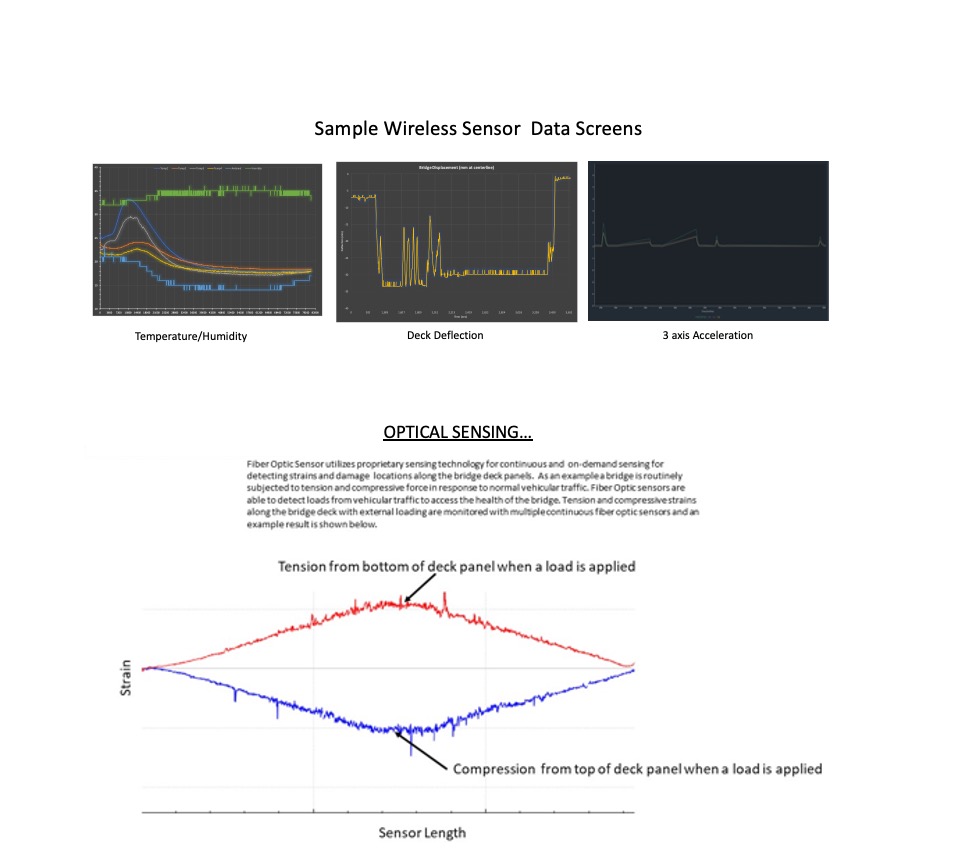 Sample Wireless Sensor Data Screens
Bridge Displacement (mm at centerline)
Temperature/Humidity
Deck Deflection
3 axis Acceleration
OPTICAL SENSING...
Fiber Optic Sensor utilizes proprietary sensing technology for continuous and on-demand sensing for
detecting strains and damage locations along the bridge deck panels. As an example a bridge is routinely
subjected to tension and compressive force in response to normal vehicular traffic. Fiber Optic sensors are
able to detect loads from vehicular traffic to access the health of the bridge. Tension and compressive strains
along the bridge deck with external loading are monitored with multiple continuous fiber optic sensors and an
example result is shown below.
Tension from bottom of deck panel when a load is applied
Strain
Compression from top of deck panel when a load is applied
Sensor Length